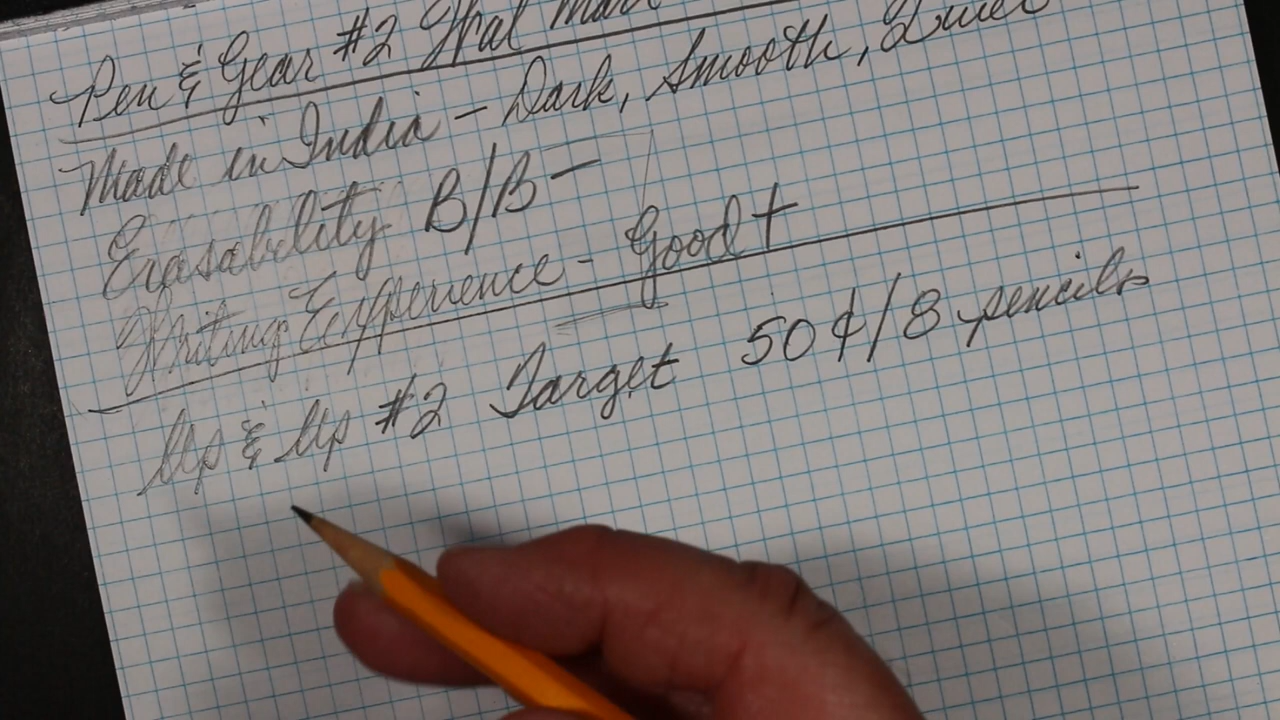 Pen & Gear #2 Wal Mart
Made in India - Dark, Smooth, Quiet
Erasability B/B-
Writing Experience - Good +
Up & Up #2 Target 50¢/8 pencils